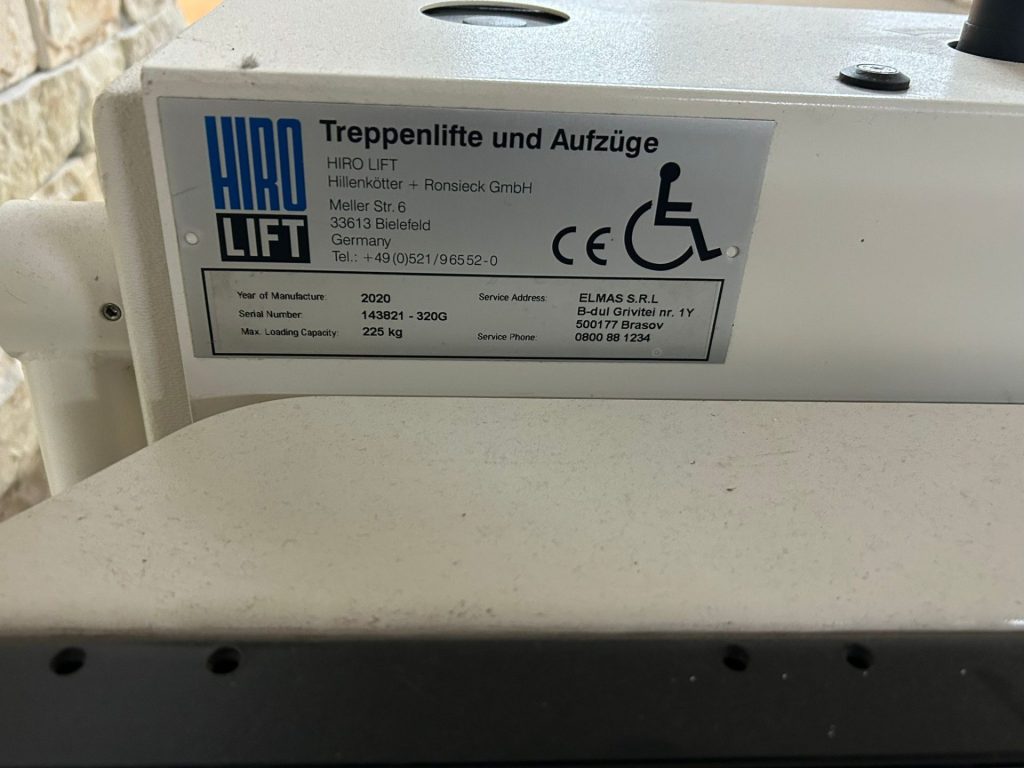 HIRO
LIFT
Treppenlifte und Aufzüge
HIRO LIFT
Hillenkötter + Ronsieck GmbH
Meller Str. 6
33613 Bielefeld
Germany
Tel.: +49(0)521/96552-0
CE
Year of Manufacture: 2020
Serial Number: 143821 - 320G
Max. Loading Capacity: 225 kg
Service Address: ELMAS S.R.L
B-dul Grivitei nr. 1Y
500177 Brasov
Service Phone: 0800 88 1234